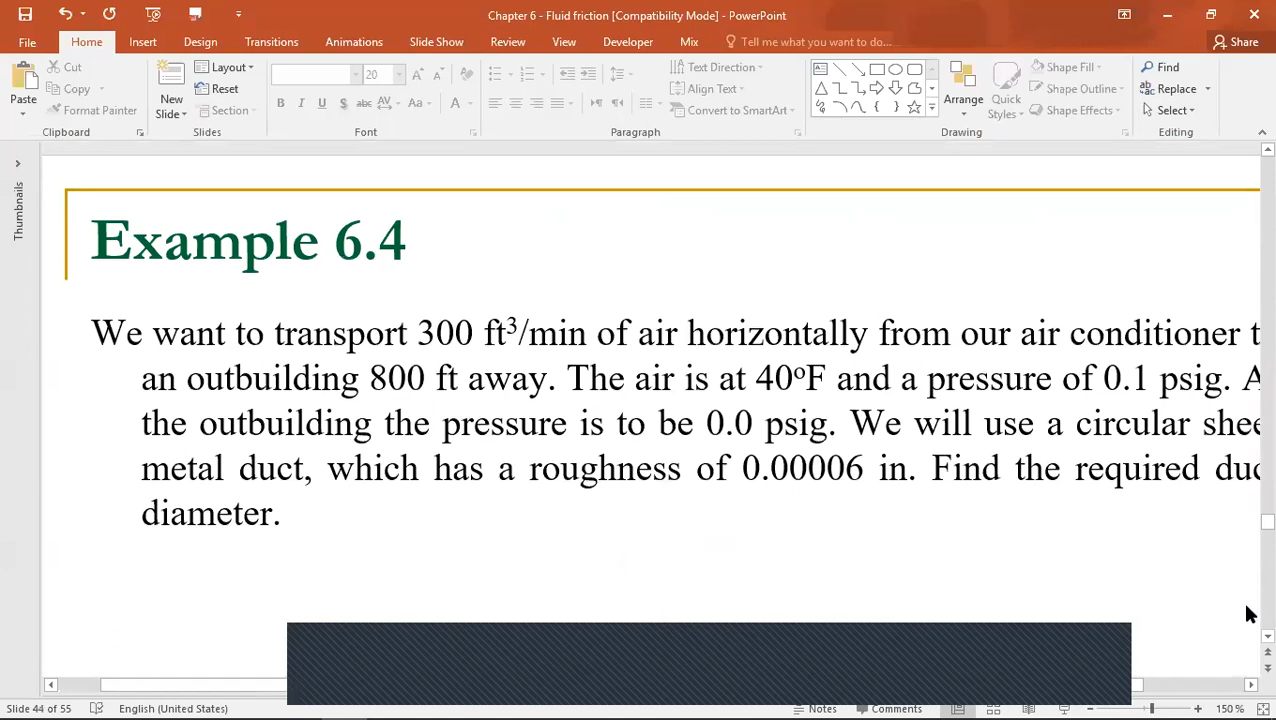 Chapter 6 - Fluid friction [Compatibility Mode] - PowerPoint
File Home Insert Design Transitions Animations Slide Show Review View Developer Mix Tell me what you want to do... Share
Cut Layout 20 Text Direction Shape Fill Find
Copy Reset Align Text Shape Outline Replace
Paste New Slide Arrange Quick Styles
Format Painter Section B I U S abc AV Aa A Convert to SmartArt Shape Effects Select
Clipboard Slides Font Paragraph Drawing Editing
Thumbnails
Example 6.4
We want to transport 300 ft³/min of air horizontally from our air conditioner t
an outbuilding 800 ft away. The air is at 40ºF and a pressure of 0.1 psig. A
the outbuilding the pressure is to be 0.0 psig. We will use a circular shee
metal duct, which has a roughness of 0.00006 in. Find the required duc
diameter.
Slide 44 of 55 English (United States) Notes Comments 150 %